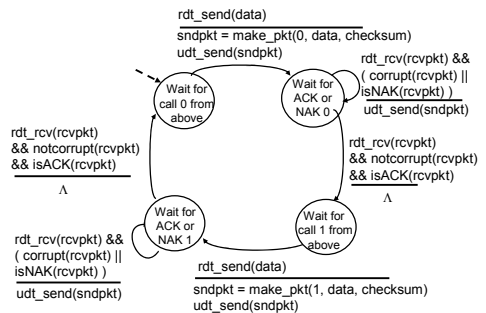 rdt_send(data)
sndpkt = make_pkt(0, data, checksum)
udt_send(sndpkt)
Wait for
call 0 from
above
Wait for
ACK or
NAK 0
rdt_rcv(rcvpkt) &&
( corrupt(rcvpkt) ||
isNAK(rcvpkt) )
udt_send(sndpkt)
rdt_rcv(rcvpkt)
&& notcorrupt(rcvpkt)
&& isACK(rcvpkt)
Λ
rdt_rcv(rcvpkt)
&& notcorrupt(rcvpkt)
&& isACK(rcvpkt)
Λ
Wait for
ACK or
NAK 1
Wait for
call 1 from
above
rdt_rcv(rcvpkt) &&
( corrupt(rcvpkt) ||
isNAK(rcvpkt) )
udt_send(sndpkt)
rdt_send(data)
sndpkt = make_pkt(1, data, checksum)
udt_send(sndpkt)